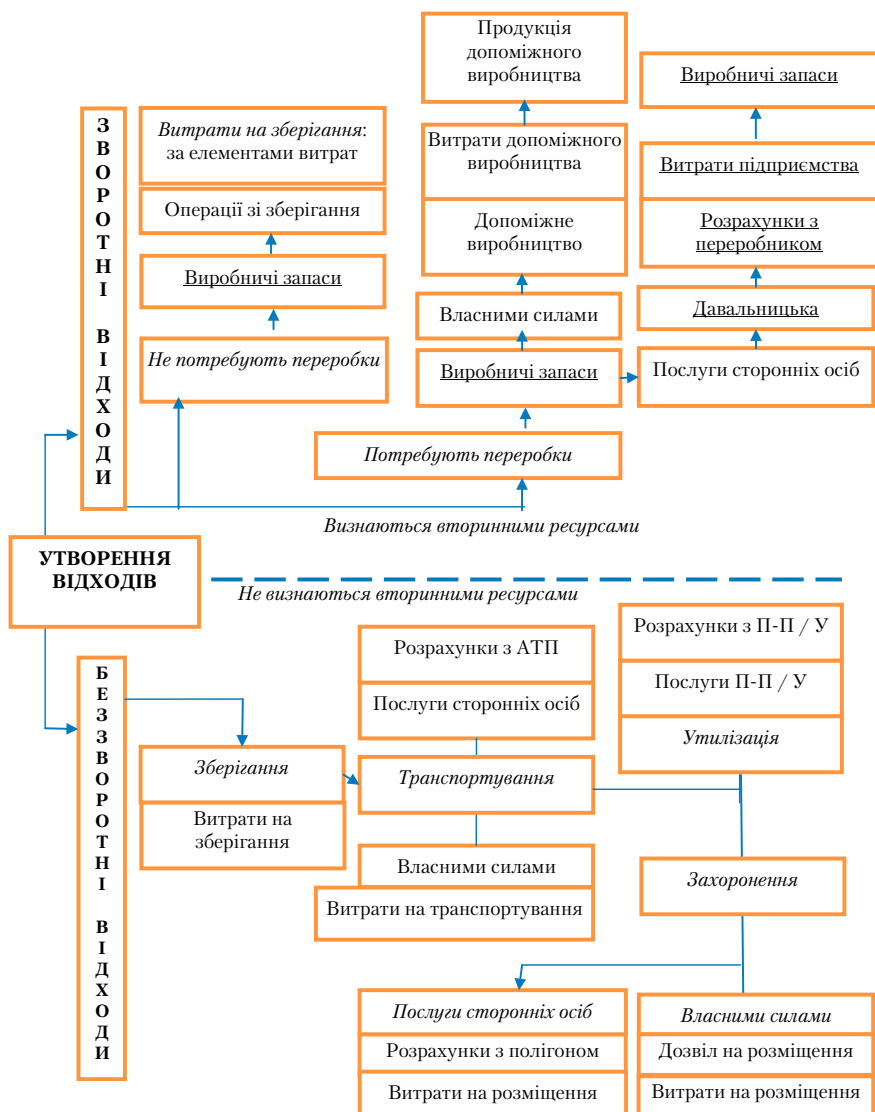 ЗВОРОТНІ ВІДХОДИ
Витрати на зберігання:
за елементами витрат
Операції зі зберігання
Виробничі запаси
Не потребують переробки
Продукція
допоміжного
виробництва
Витрати допоміжного
виробництва
Допоміжне
виробництво
Власними силами
Виробничі запаси
Потребують переробки
Виробничі запаси
Витрати підприємства
Розрахунки з
переробником
Давальницька
Послуги сторонніх осіб
Визнаються вторинними ресурсами
УТВОРЕННЯ
ВІДХОДІВ
Не визнаються вторинними ресурсами
БЕЗЗВОРОТНІ ВІДХОДИ
Зберігання
Витрати на
зберігання
Розрахунки з АТП
Послуги сторонніх осіб
Транспортування
Власними силами
Витрати на транспортування
Розрахунки з П-П / У
Послуги П-П / У
Утилізація
Захоронення
Послуги сторонніх осіб
Розрахунки з полігоном
Витрати на розміщення
Власними силами
Дозвіл на розміщення
Витрати на розміщення